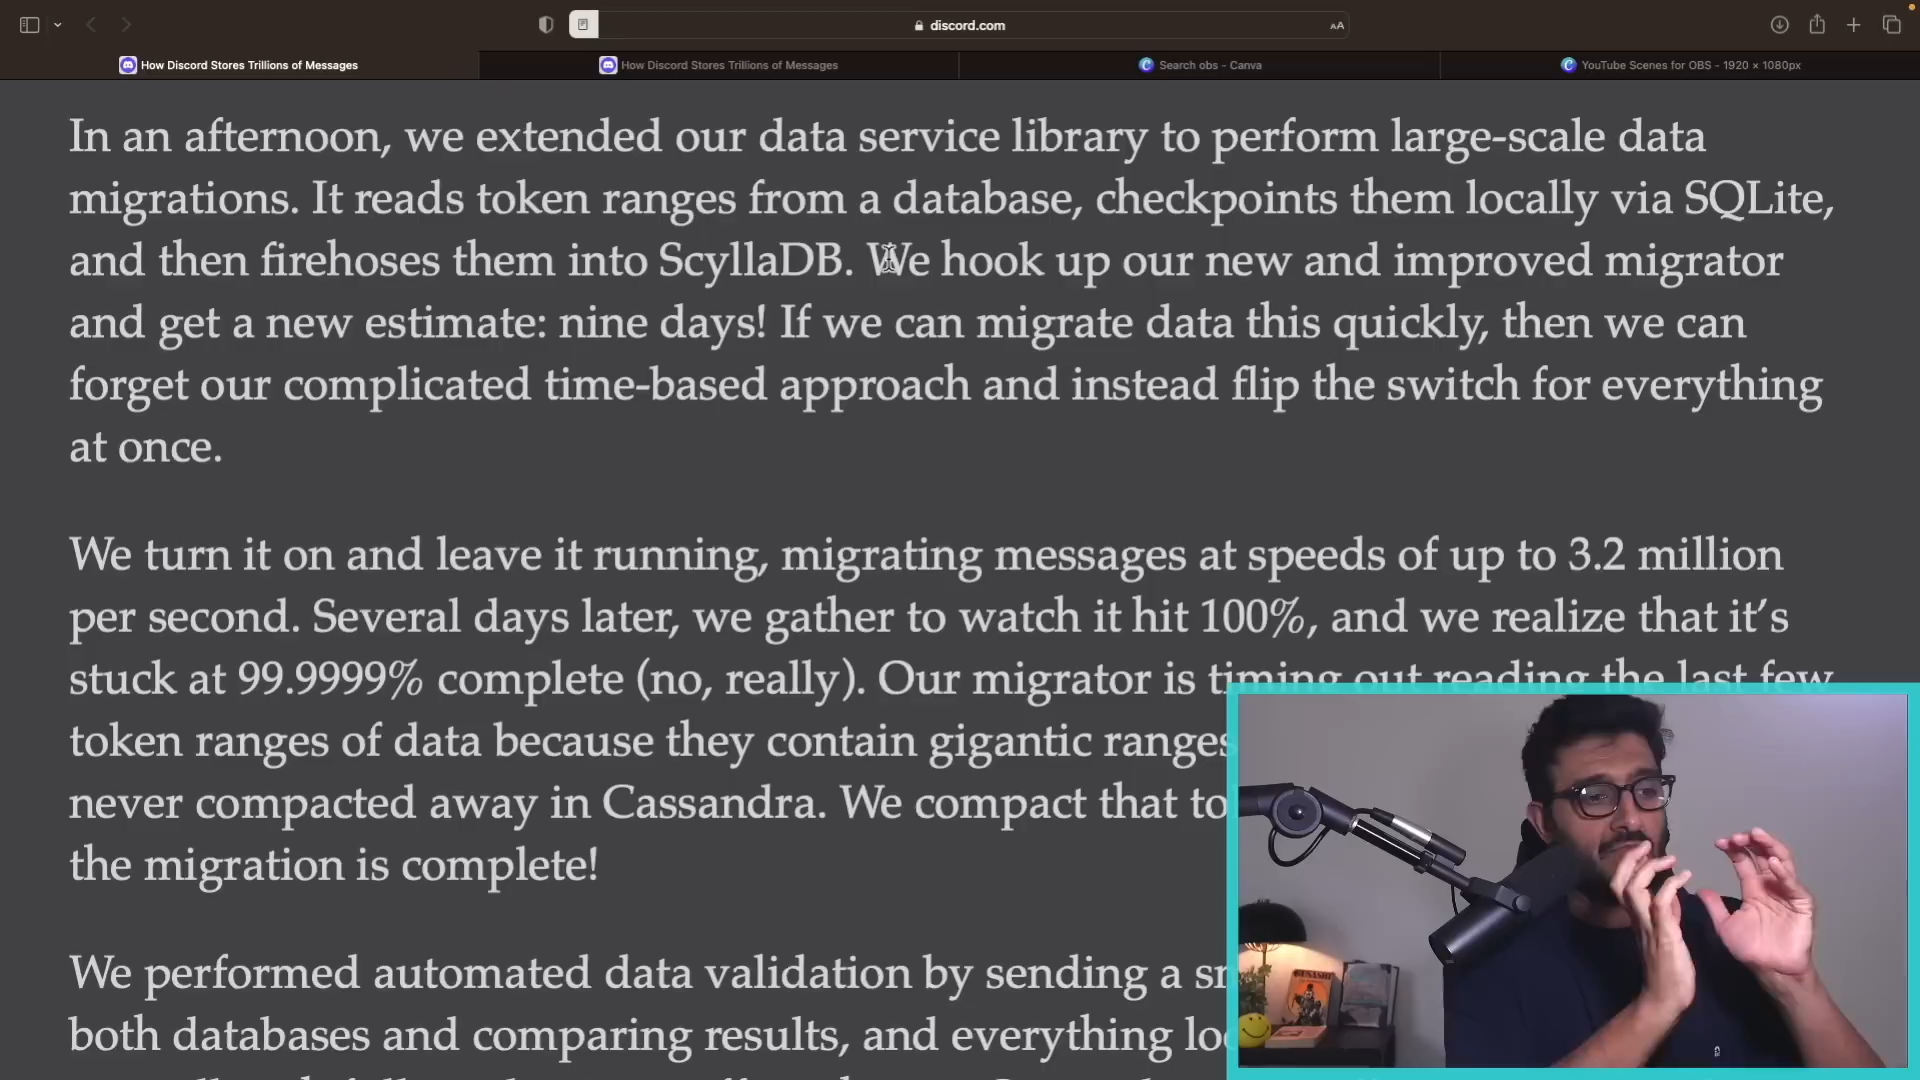 discord.com
AA
How Discord Stores Trillions of Messages
How Discord Stores Trillions of Messages
Search obs - Canva
YouTube Scenes for OBS - 1920 × 1080px
In an afternoon, we extended our data service library to perform large-scale data
migrations. It reads token ranges from a database, checkpoints them locally via SQLite,
and then firehoses them into ScyllaDB. We hook up our new and improved migrator
and get a new estimate: nine days! If we can migrate data this quickly, then we can
forget our complicated time-based approach and instead flip the switch for everything
at once.
We turn it on and leave it running, migrating messages at speeds of up to 3.2 million
per second. Several days later, we gather to watch it hit 100%, and we realize that it’s
stuck at 99.9999% complete (no, really). Our migrator is timing out reading the last few
token ranges of data because they contain gigantic ranges
never compacted away in Cassandra. We compact that to
the migration is complete!
We performed automated data validation by sending a
both databases and comparing results, and everything